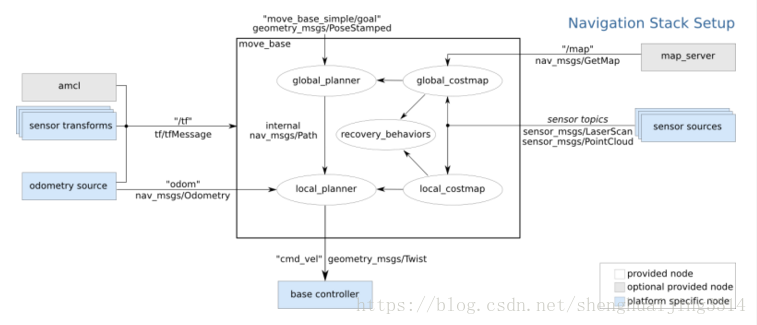 Navigation Stack Setup
"move_base_simple/goal"
geometry_msgs/PoseStamped
move_base
"/map"
nav_msgs/GetMap
map_server
global_planner
global_costmap
amcl
sensor transforms
"/tf"
tf/tfMessage
internal
nav_msgs/Path
recovery_behaviors
sensor topics
sensor_msgs/LaserScan
sensor_msgs/PointCloud
sensor sources
odometry source
"odom"
nav_msgs/Odometry
local_planner
local_costmap
"cmd_vel" geometry_msgs/Twist
base controller
provided node
optional provided node
platform specific node
https://blog.csdn.net/shenghuaijing3314